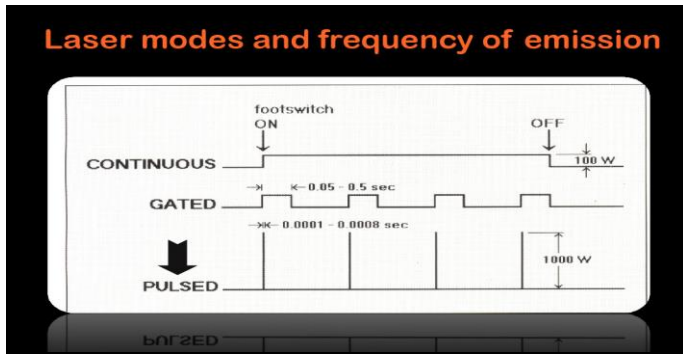 Laser modes and frequency of emission
footswitch
ON
OFF
CONTINUOUS
100 W
0.05 - 0.5 sec
GATED
0.0001 - 0.0008 sec
1000 W
PULSED
PULSED